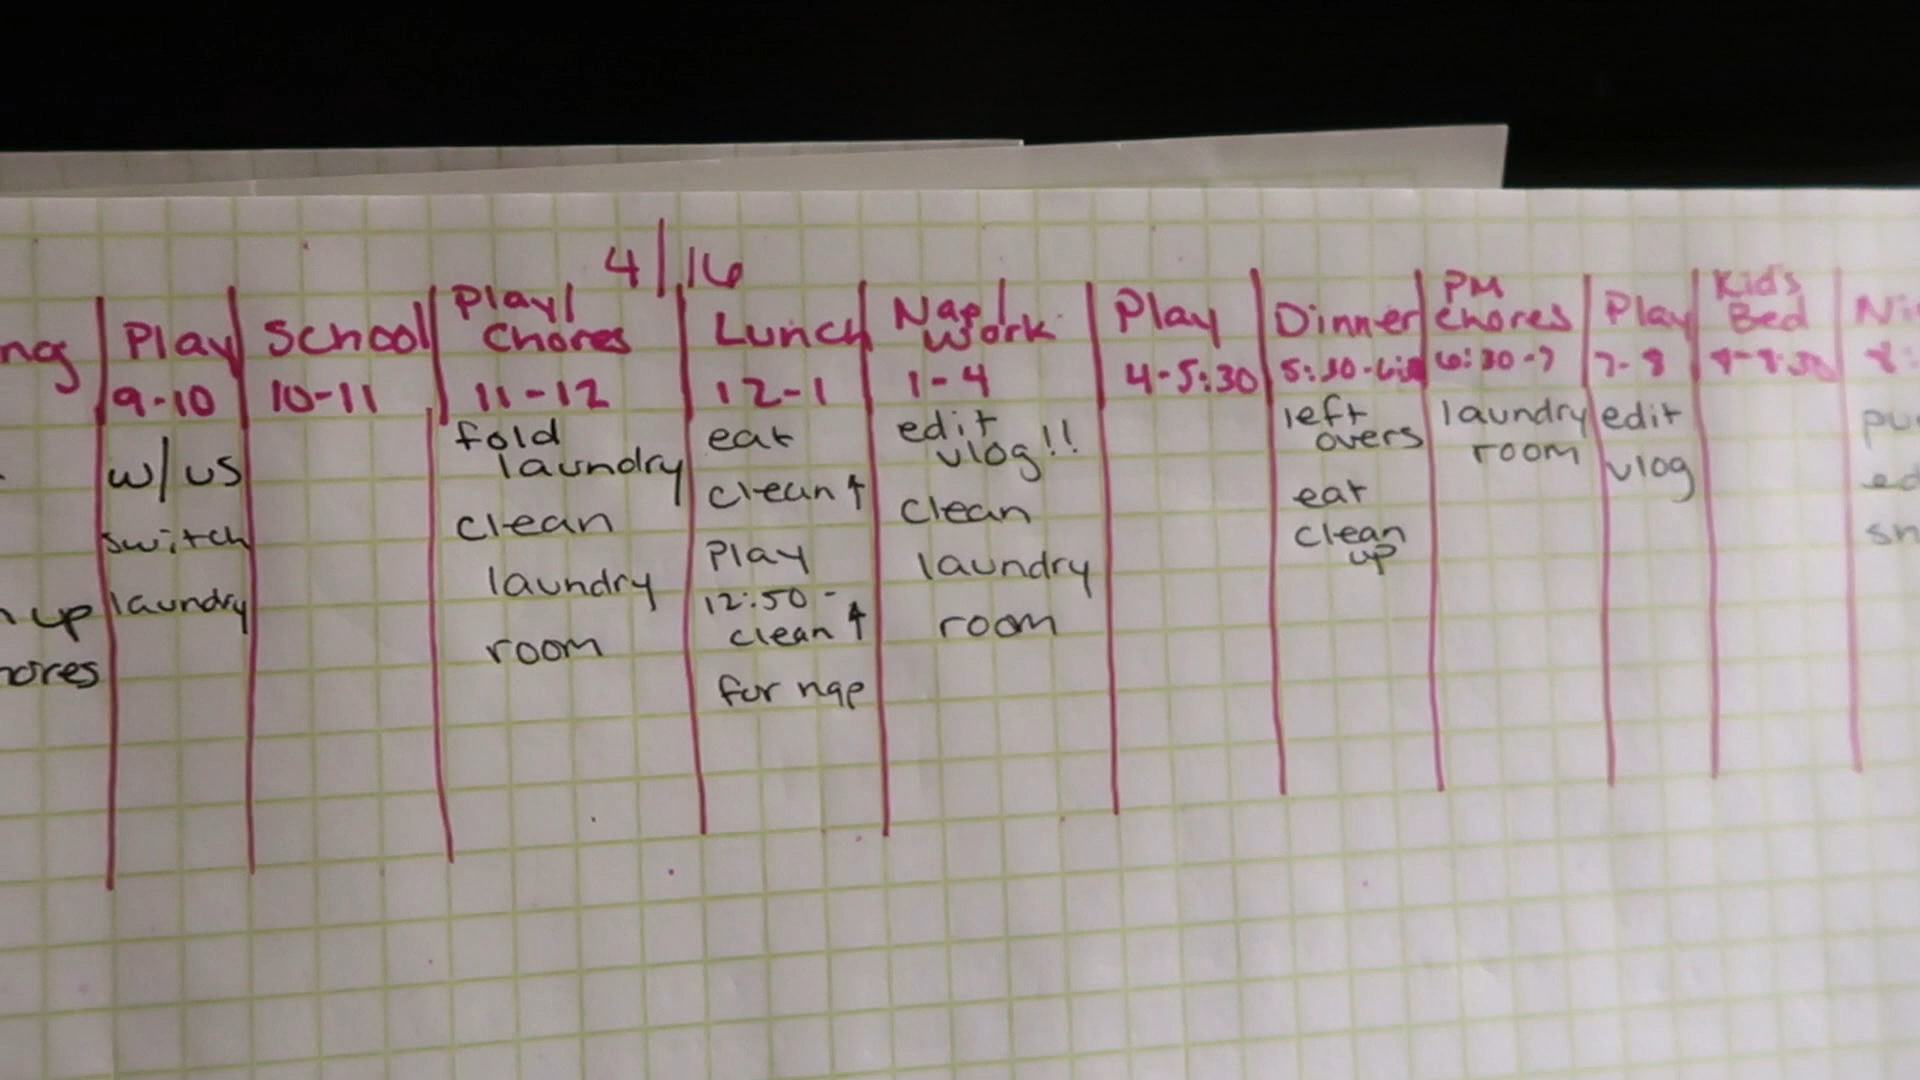 4/16
Play
9-10
w/us
switch
laundry
School
10-11
Play/
Chores
11-12
fold
laundry
clean
laundry
room
Lunch
12-1
eat
clean ↑
Play
12:50-
clean ↑
for nap
Nap/
Work
1-4
edit
vlog!!
clean
laundry
room
Play
4-5:30
Dinner
left
overs
eat
clean
up
PM
Chores
6:30-7
laundry
room
Play
7-8
edit
vlog
Kids
Bed
up